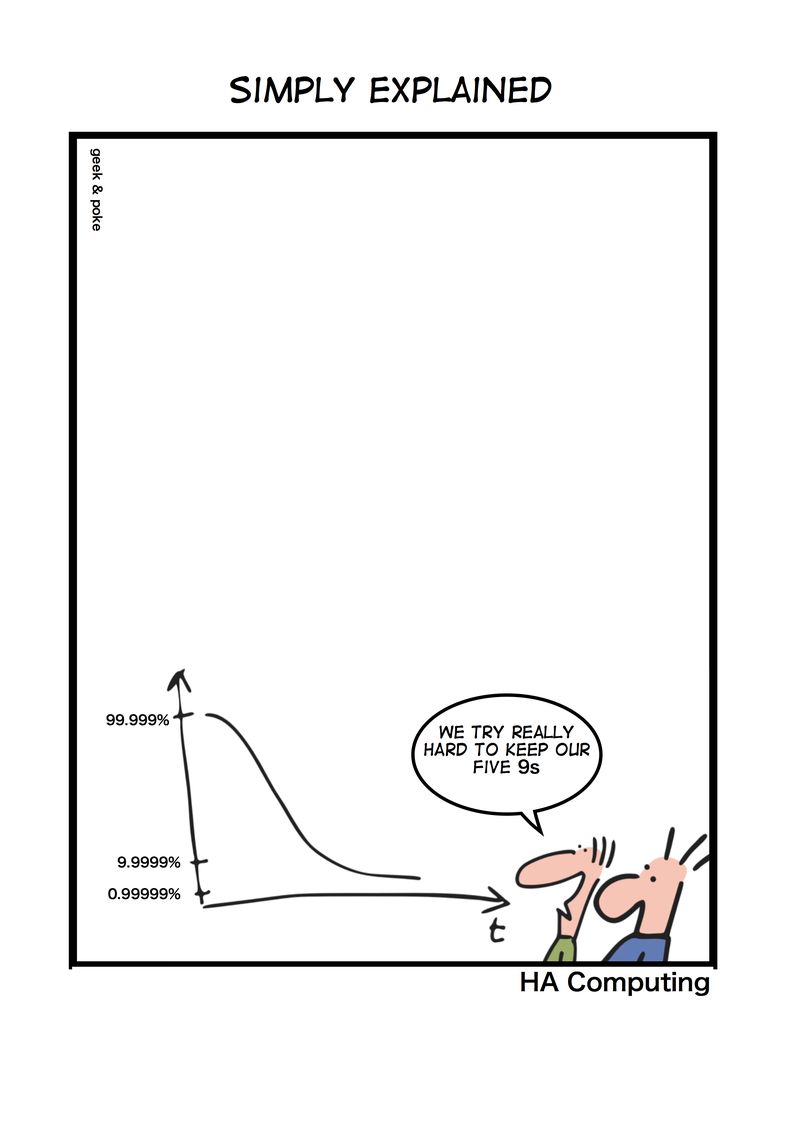 SIMPLY EXPLAINED
geek & poke
99.999%
9.9999%
0.99999%
t
WE TRY REALLY
HARD TO KEEP OUR
FIVE 9s
HA Computing